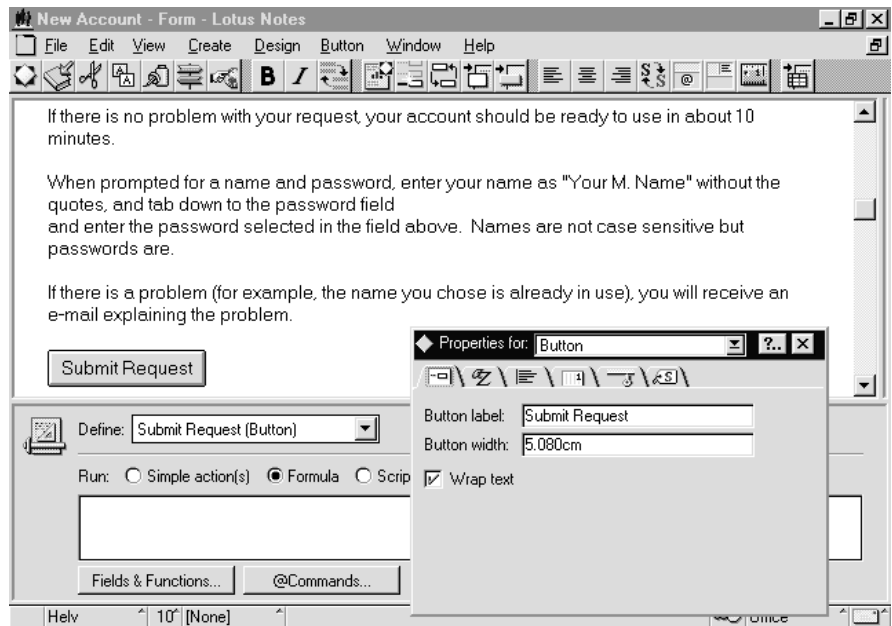 New Account - Form - Lotus Notes
File Edit View Create Design Button Window Help
If there is no problem with your request, your account should be ready to use in about 10
minutes.
When prompted for a name and password, enter your name as "Your M. Name" without the
quotes, and tab down to the password field
and enter the password selected in the field above. Names are not case sensitive but
passwords are.
If there is a problem (for example, the name you chose is already in use), you will receive an
e-mail explaining the problem.
Submit Request
Properties for: Button ?..
Button label: Submit Request
Button width: 5.080cm
Wrap text
Define: Submit Request (Button)
Run: Simple action(s) Formula Scrip
Fields & Functions... @Commands...
Helv 10 [None] Office